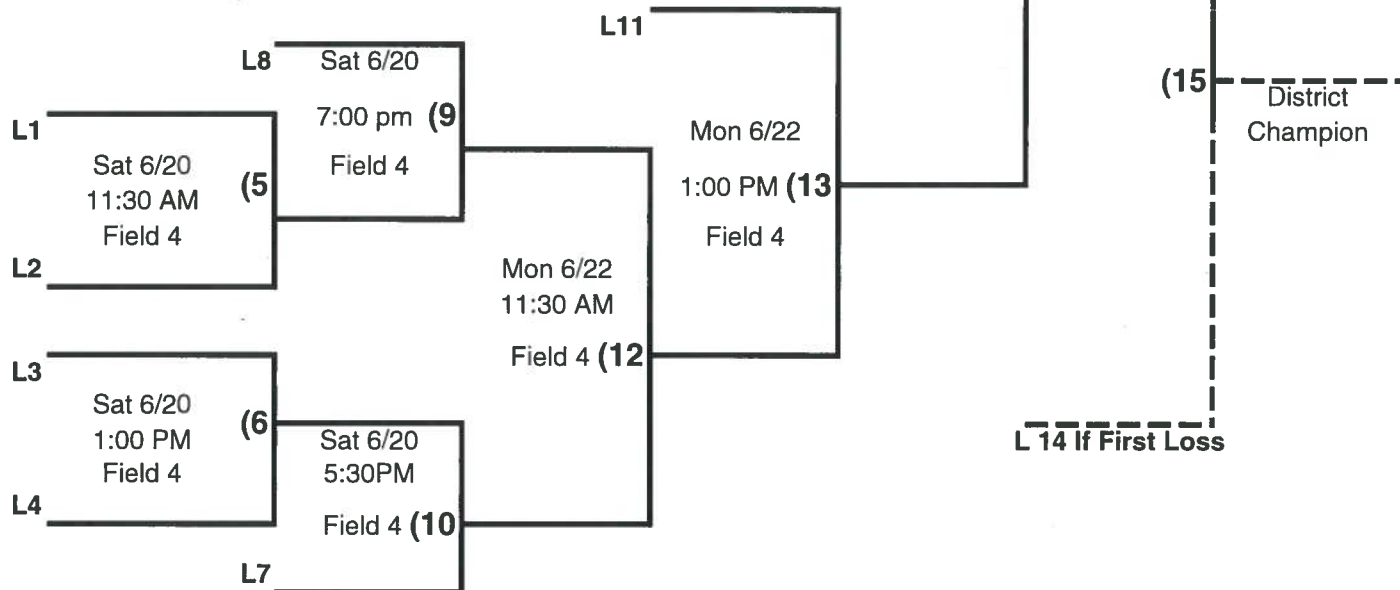 L11
L8
Sat 6/20
7:00 pm (9
Field 4
L1
Sat 6/20
11:30 AM
(5
Field 4
L2
Mon 6/22
1:00 PM (13
Field 4
(15
District
Champion
Mon 6/22
11:30 AM
Field 4 (12
L3
Sat 6/20
1:00 PM
(6
Field 4
L4
Sat 6/20
5:30PM
Field 4 (10
L7
L 14 If First Loss